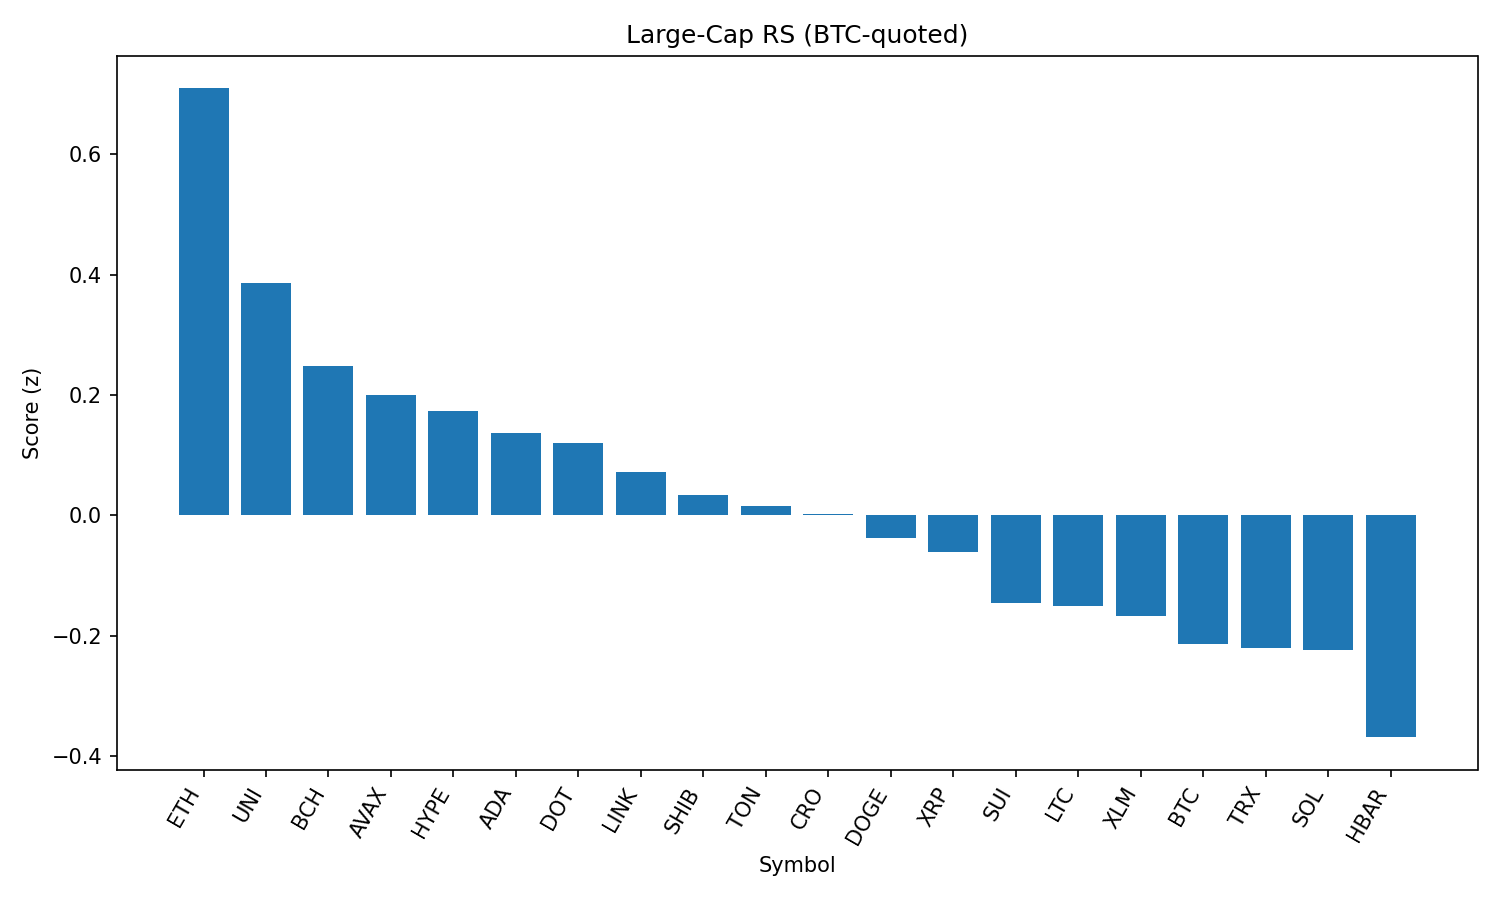 Large-Cap RS (BTC-quoted)
Score (z)
0.6
0.4
0.2
0.0
−0.2
−0.4
ETH
UNI
BCH
AVAX
HYPE
ADA
DOT
LINK
SHIB
TON
CRO
DOGE
XRP
SUI
LTC
XLM
BTC
TRX
SOL
HBAR
Symbol